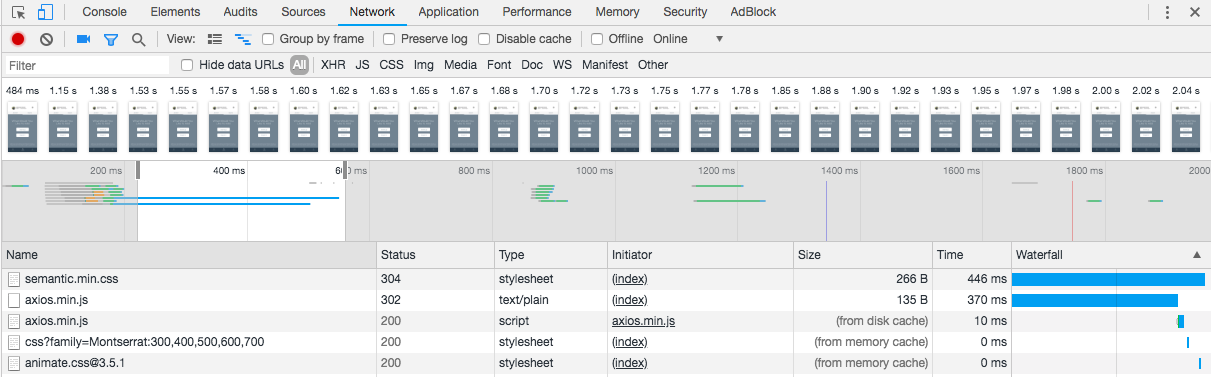 Console Elements Audits Sources Network Application Performance Memory Security AdBlock
View: Group by frame Preserve log Disable cache Offline Online
Filter Hide data URLs All XHR JS CSS Img Media Font Doc WS Manifest Other
484 ms 1.15 s 1.38 s 1.53 s 1.55 s 1.57 s 1.58 s 1.60 s 1.62 s 1.63 s 1.65 s 1.67 s 1.68 s 1.70 s 1.72 s 1.73 s 1.75 s 1.77 s 1.78 s 1.85 s 1.88 s 1.90 s 1.92 s 1.93 s 1.95 s 1.97 s 1.98 s 2.00 s 2.02 s 2.04 s
200 ms 400 ms 60 0 ms 800 ms 1000 ms 1200 ms 1400 ms 1600 ms 1800 ms 2000
Name Status Type Initiator Size Time Waterfall
semantic.min.css 304 stylesheet (index) 266 B 446 ms
axios.min.js 302 text/plain (index) 135 B 370 ms
axios.min.js 200 script axios.min.js (from disk cache) 10 ms
css?family=Montserrat:300,400,500,600,700 200 stylesheet (index) (from memory cache) 0 ms
animate.css@3.5.1 200 stylesheet (index) (from memory cache) 0 ms